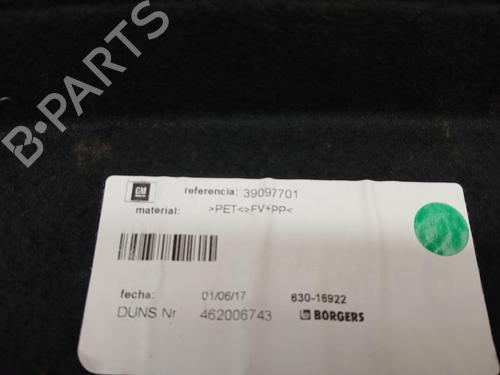 B-PARTS
GM
referencia: 39097701
material: >PET<>FV+PP<
fecha: 01/06/17 630-16922
DUNS Nr 462006743 BORGERS